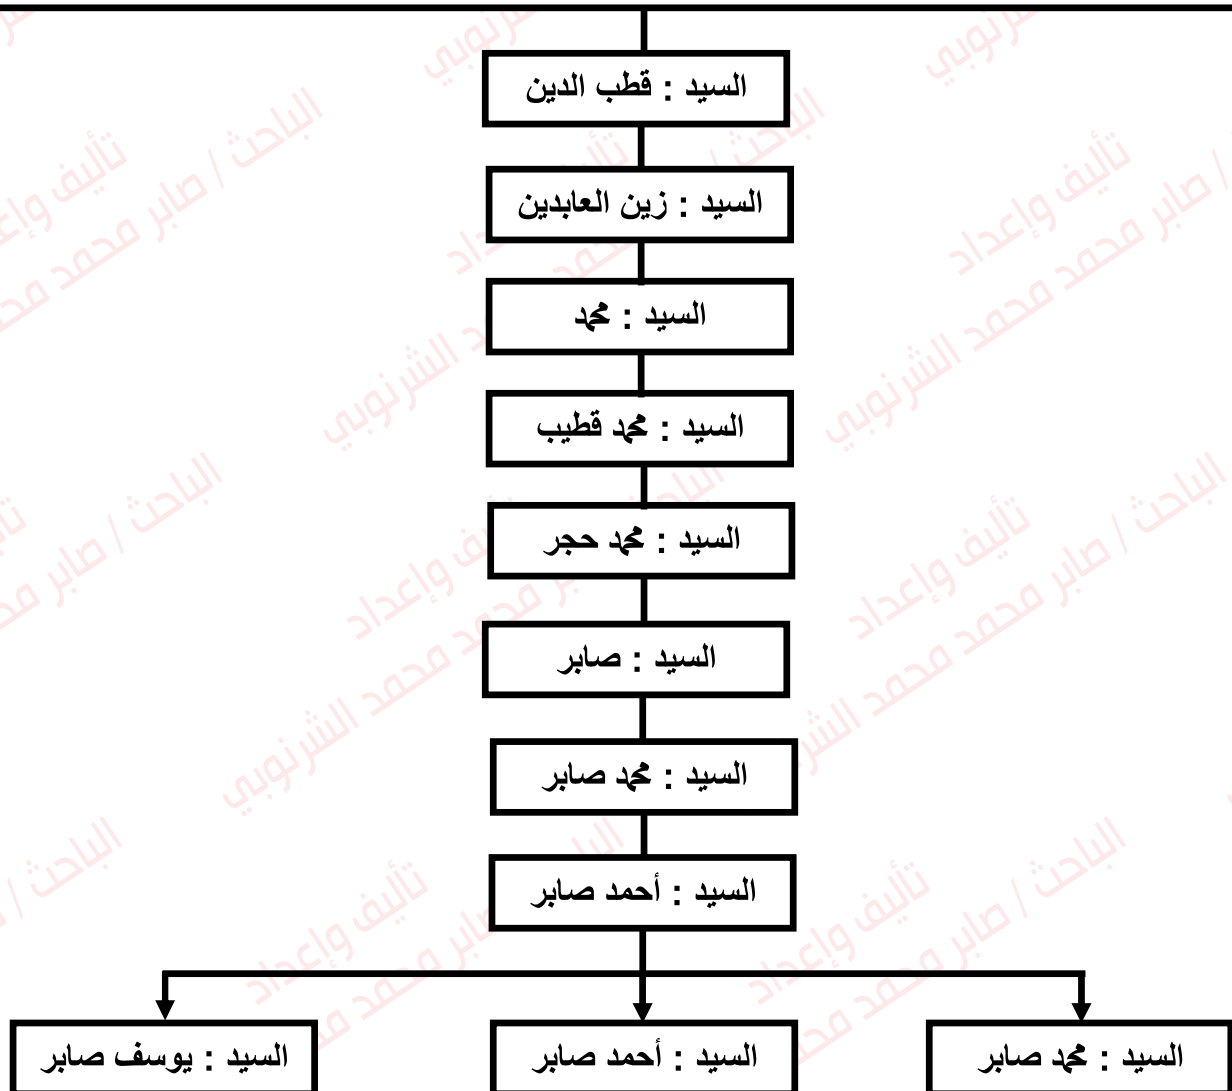 السيد : قطب الدين
السيد : زين العابدين
السيد : محمد
السيد : محمد قطيب
السيد : محمد حجر
السيد : صابر
السيد : محمد صابر
السيد : أحمد صابر
السيد : محمد صابر
السيد : أحمد صابر
السيد : يوسف صابر
تأليف وإعداد
الباحث / صابر محمد محمد الشرنوبي